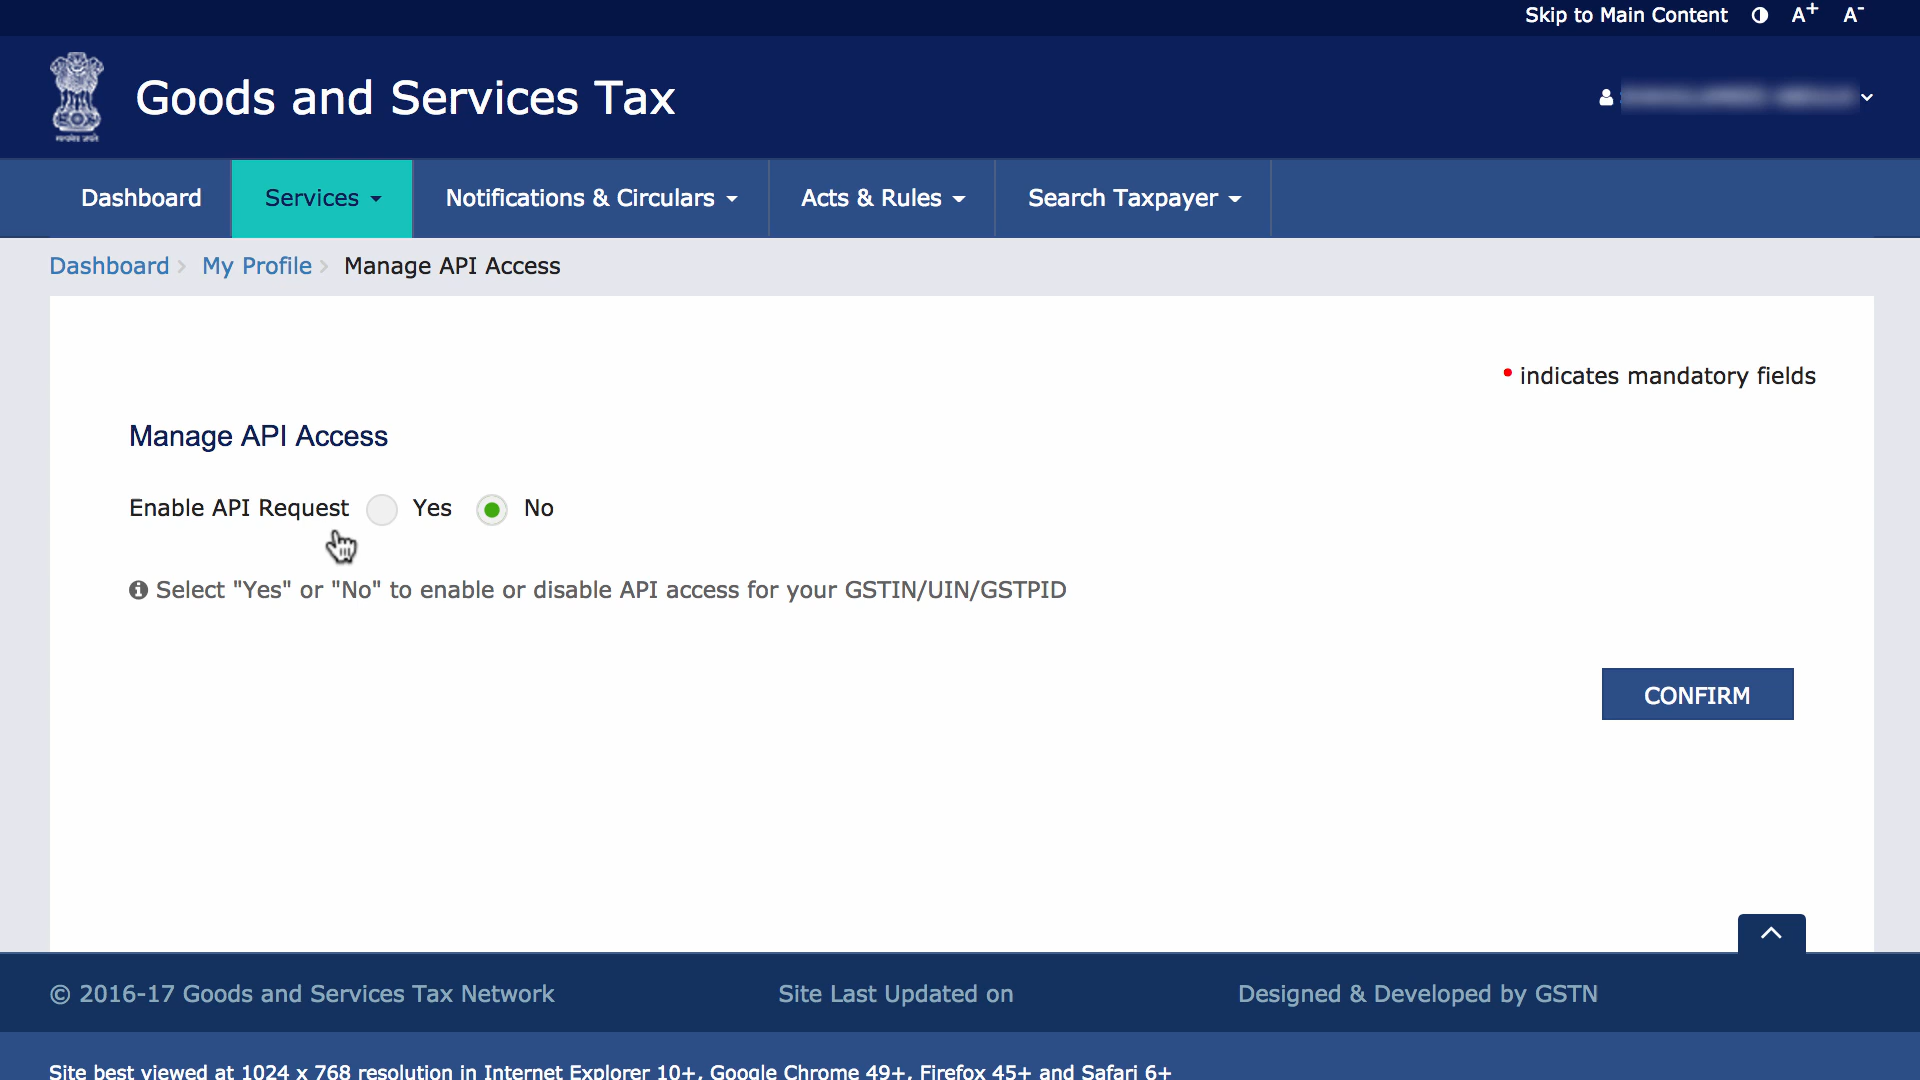 Skip to Main Content A+ A-
Goods and Services Tax
Dashboard Services Notifications & Circulars Acts & Rules Search Taxpayer
Dashboard My Profile Manage API Access
• indicates mandatory fields
Manage API Access
Enable API Request Yes No
Select "Yes" or "No" to enable or disable API access for your GSTIN/UIN/GSTPID
CONFIRM
© 2016-17 Goods and Services Tax Network Site Last Updated on Designed & Developed by GSTN
Site best viewed at 1024 x 768 resolution in Internet Explorer 10+, Google Chrome 49+, Firefox 45+ and Safari 6+